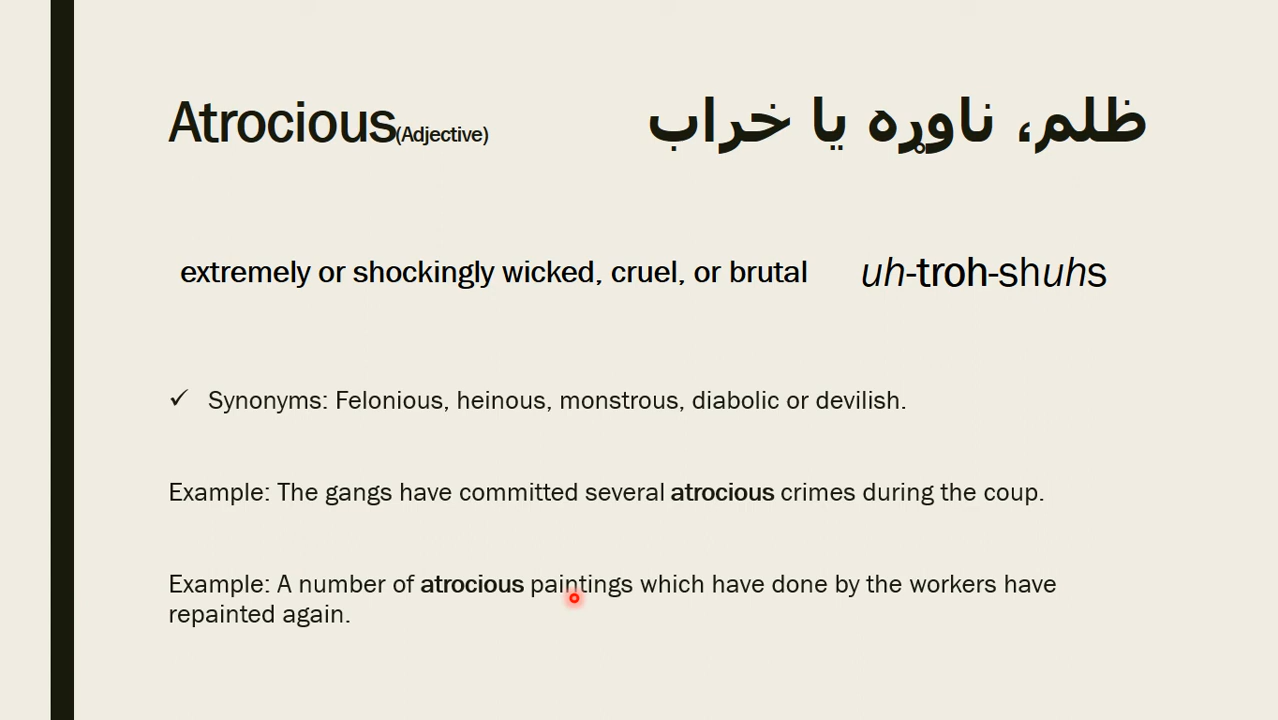 Atrocious(Adjective) ظلم، ناوړه یا خراب
extremely or shockingly wicked, cruel, or brutal uh-troh-shuhs
✓ Synonyms: Felonious, heinous, monstrous, diabolic or devilish.
Example: The gangs have committed several atrocious crimes during the coup.
Example: A number of atrocious paintings which have done by the workers have
repainted again.